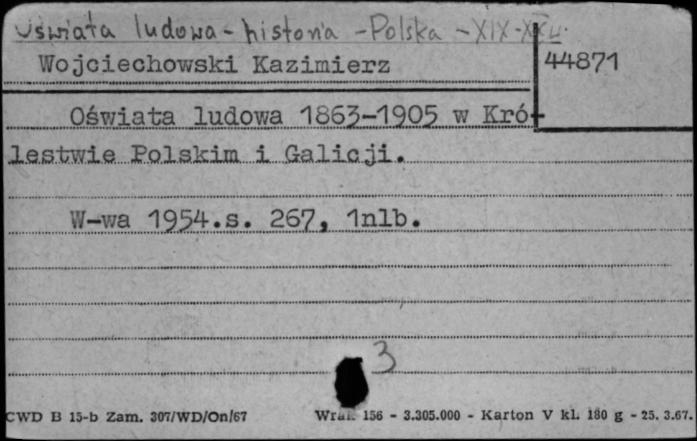 Oświata ludowa - historia - Polska - XIX-XXw
Wojciechowski Kazimierz
44871
Oświata ludowa 1863-1905 w Kró-
lestwie Polskim i Galicji.
W-wa 1954.s. 267, 1nlb.
3
CWD B 15-b Zam. 307/WD/On/67 156 - 3.305.000 - Karton V kl. 180 g - 25. 3.67.